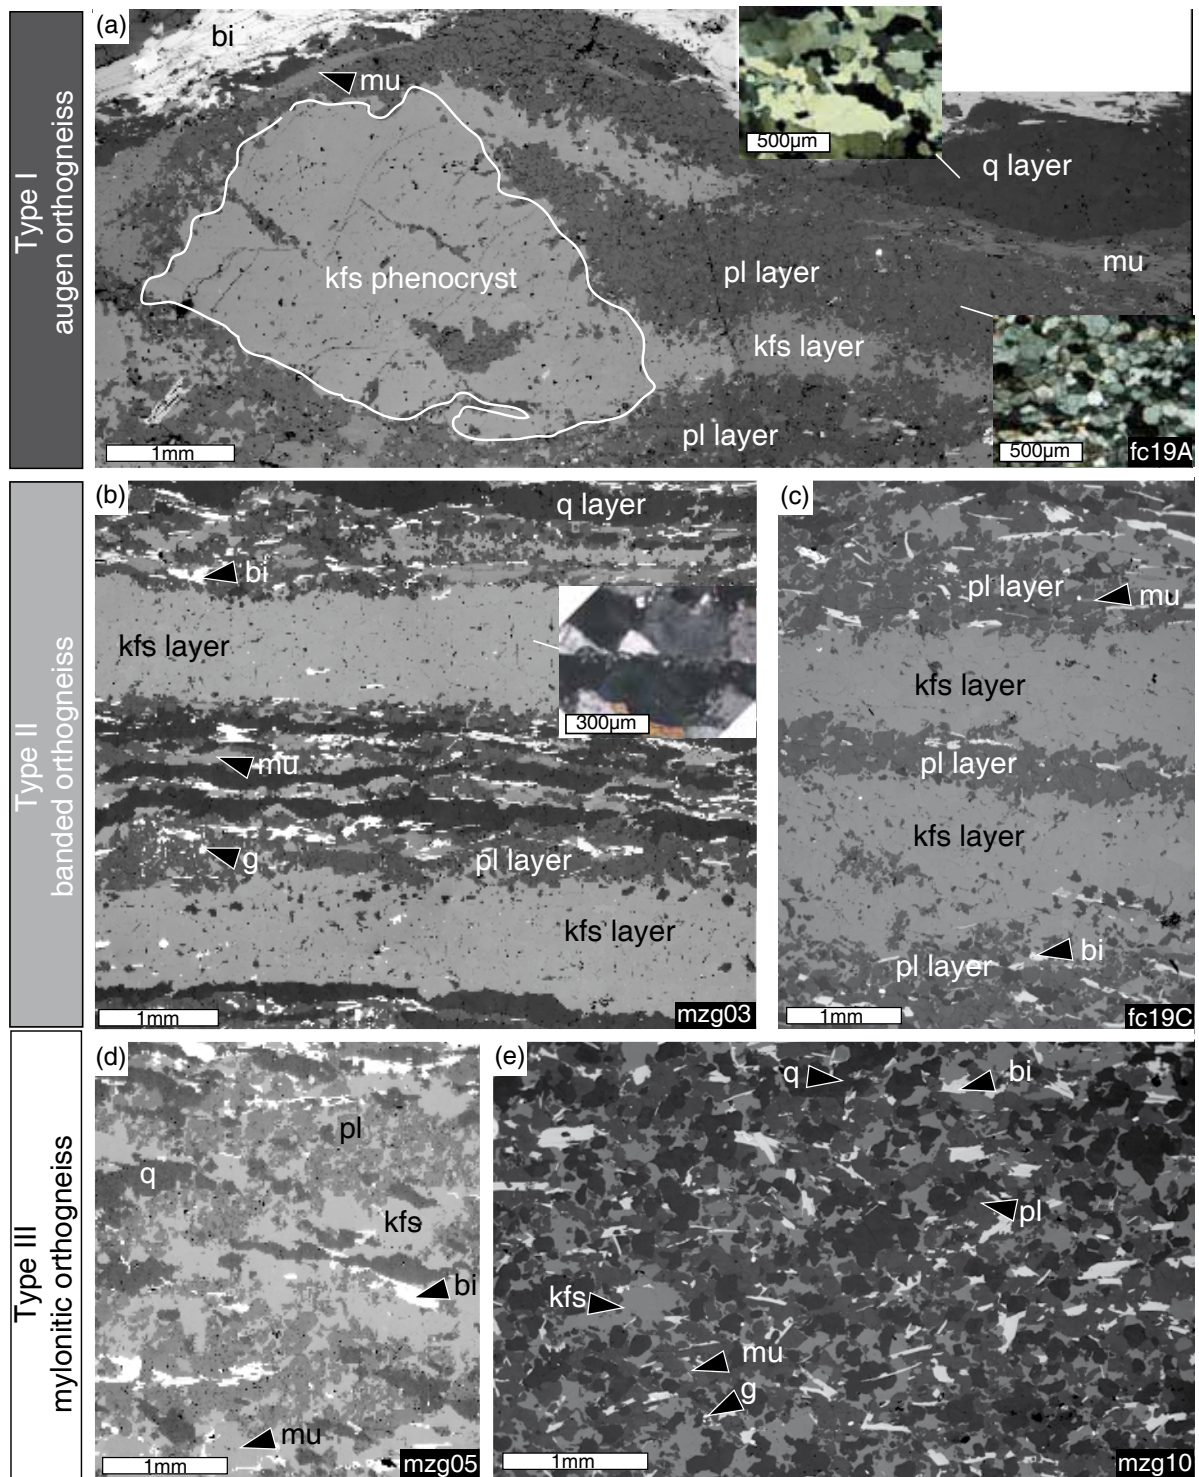 Type I
augen orthogneiss
(a)
bi
mu
500µm
q layer
mu
pl layer
kfs phenocryst
kfs layer
pl layer
1mm
500µm
fc19A
Type II
banded orthogneiss
(b)
q layer
bi
kfs layer
300µm
mu
g
pl layer
kfs layer
1mm
mzg03
(c)
pl layer
mu
kfs layer
pl layer
kfs layer
bi
pl layer
1mm
fc19C
Type III
mylonitic orthogneiss
(d)
pl
q
kfs
bi
mu
1mm
mzg05
(e)
q
bi
pl
kfs
mu
g
1mm
mzg10